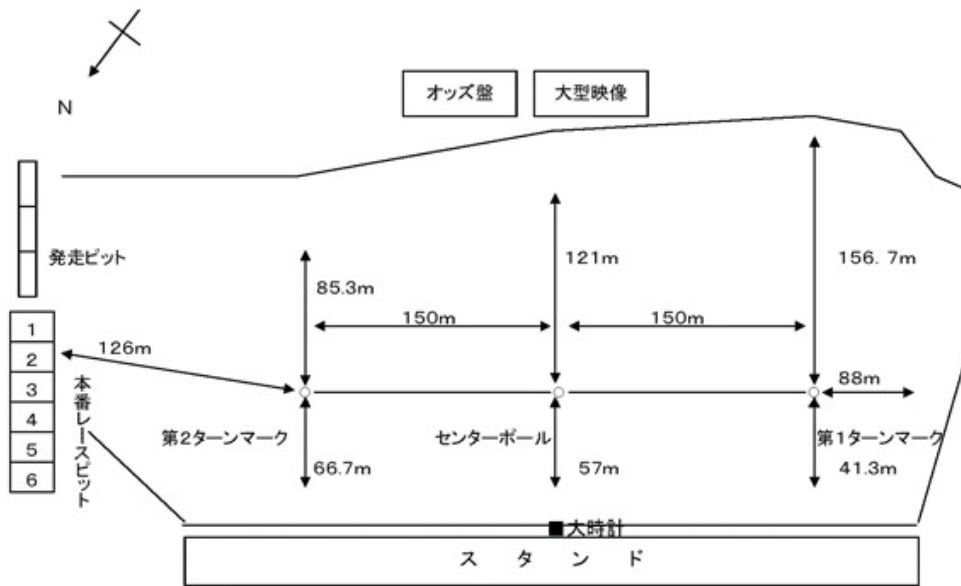 N
オッズ盤
大型映像
発走ピット
85.3m
121m
156. 7m
150m
150m
1
2
3
4
5
6
126m
本番レースピット
88m
第2ターンマーク
センターポール
第1ターンマーク
66.7m
57m
41.3m
■大時計
スタンド